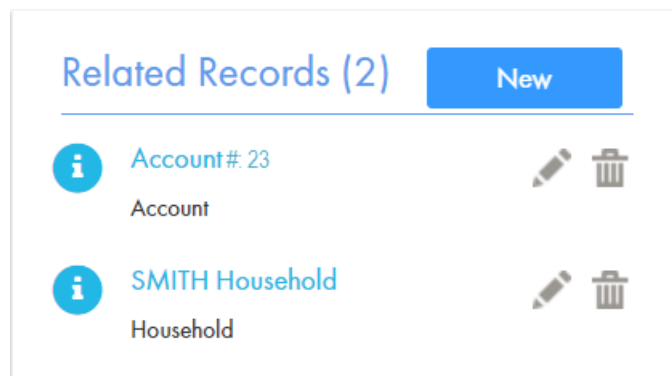 Related Records (2)
New
Account #: 23
Account
SMITH Household
Household